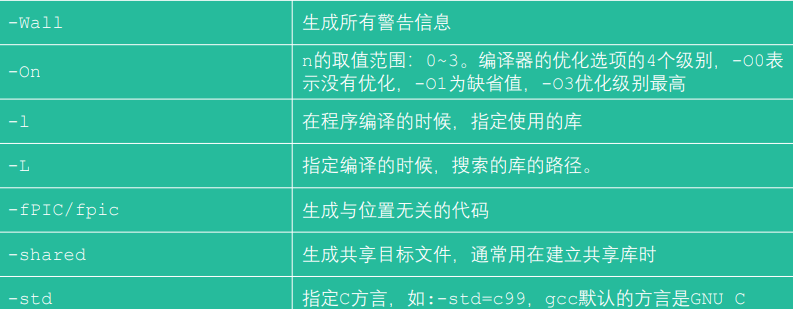 -Wall 生成所有警告信息
-On n的取值范围：0~3。编译器的优化选项的4个级别，-O0表
示没有优化，-O1为缺省值，-O3优化级别最高
-l 在程序编译的时候，指定使用的库
-L 指定编译的时候，搜索的库的路径。
-fPIC/fpic 生成与位置无关的代码
-shared 生成共享目标文件，通常用在建立共享库时
-std 指定C方言，如:-std=c99，gcc默认的方言是GNU C